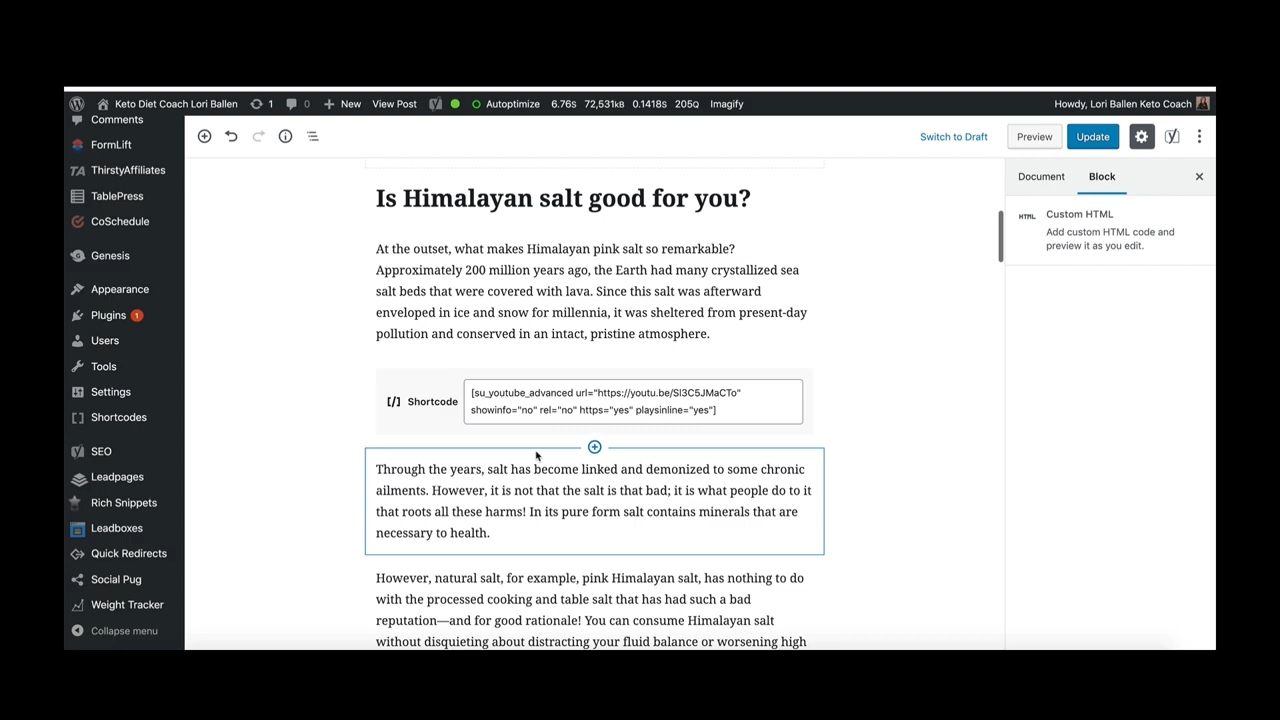 Keto Diet Coach Lori Ballen 1 0 New View Post Autoptimize 6.76s 72,531kB 0.1418s 205Q Imagify Howdy, Lori Ballen Keto Coach
Comments
FormLift
TA ThirstyAffiliates
TablePress
CoSchedule
Genesis
Appearance
Plugins 1
Users
Tools
Settings
Shortcodes
SEO
Leadpages
Rich Snippets
Leadboxes
Quick Redirects
Social Pug
Weight Tracker
Collapse menu
Switch to Draft Preview Update
Is Himalayan salt good for you?
At the outset, what makes Himalayan pink salt so remarkable?
Approximately 200 million years ago, the Earth had many crystallized sea
salt beds that were covered with lava. Since this salt was afterward
enveloped in ice and snow for millennia, it was sheltered from present-day
pollution and conserved in an intact, pristine atmosphere.
[/] Shortcode
[su_youtube_advanced url="https://youtu.be/Sl3C5JMaCTo"
showinfo="no" rel="no" https="yes" playsinline="yes"]
Through the years, salt has become linked and demonized to some chronic
ailments. However, it is not that the salt is that bad; it is what people do to it
that roots all these harms! In its pure form salt contains minerals that are
necessary to health.
However, natural salt, for example, pink Himalayan salt, has nothing to do
with the processed cooking and table salt that has had such a bad
reputation—and for good rationale! You can consume Himalayan salt
without disquieting about distracting your fluid balance or worsening high
Document Block
HTML Custom HTML
Add custom HTML code and
preview it as you edit.